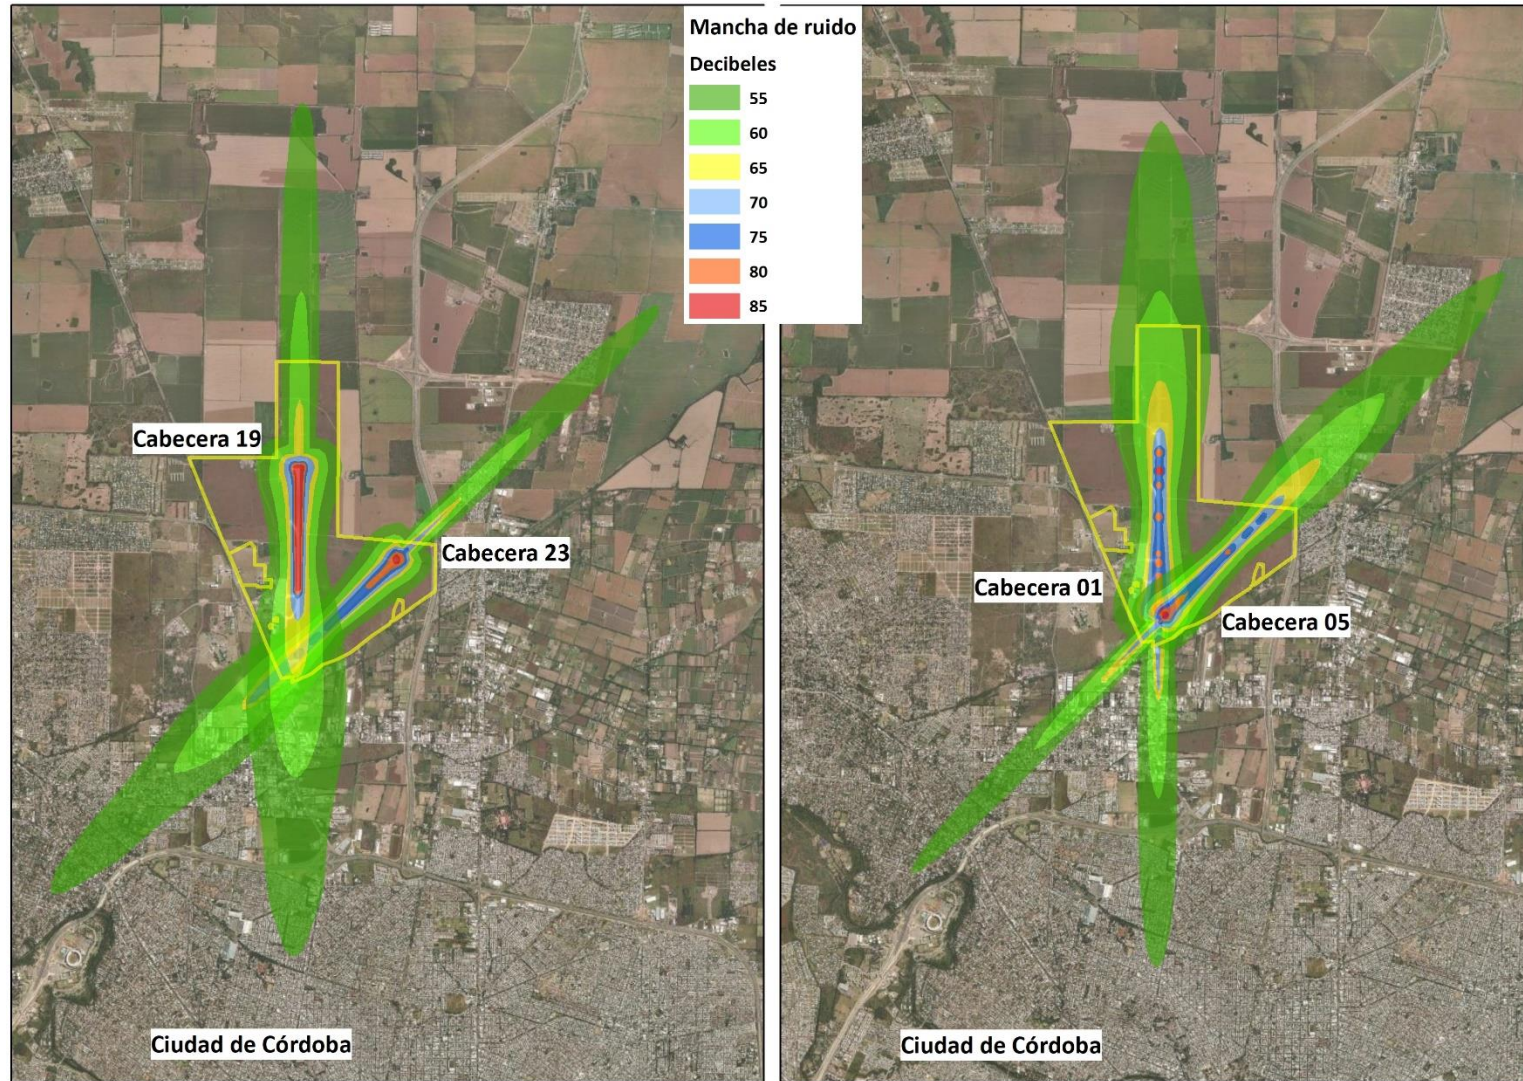 Mancha de ruido
Decibeles
55
60
65
70
75
80
85
Cabecera 19
Cabecera 23
Ciudad de Córdoba
Cabecera 01
Cabecera 05
Ciudad de Córdoba